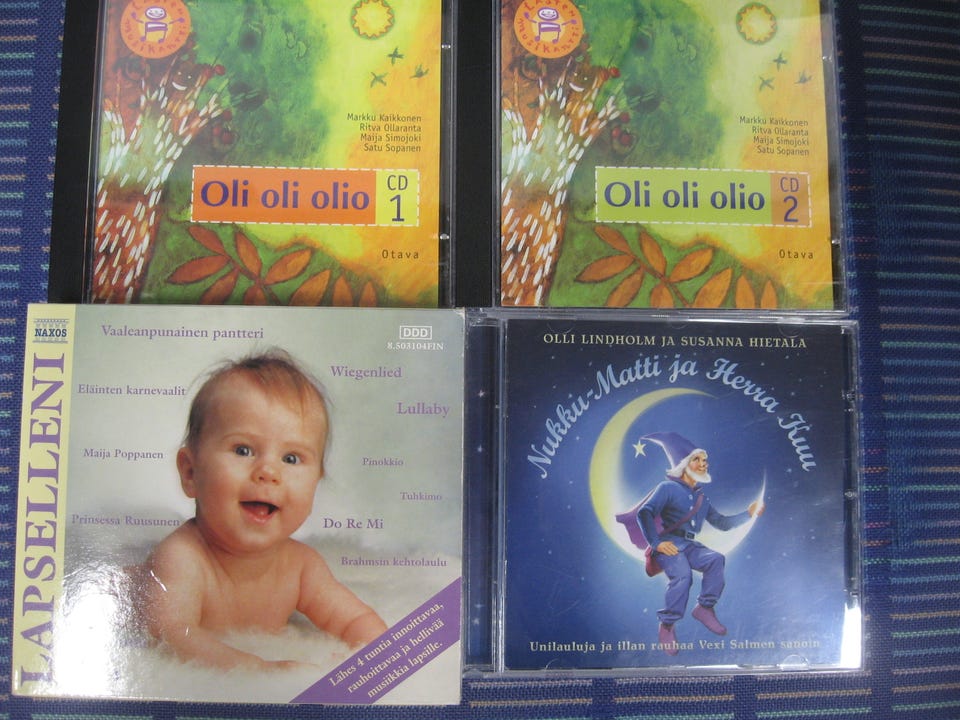 LASTEN
MUSIKANTTI
Markku Kaikkonen
Ritva Ollaranta
Maija Simojoki
Satu Sopanen
Oli oli olio
CD
1
Otava
LASTEN
MUSIKANTTI
Markku Kaikkonen
Ritva Ollaranta
Maija Simojoki
Satu Sopanen
Oli oli olio
CD
2
Otava
NAXOS
LAPSELLENI
Vaaleanpunainen pantteri
DDD
8.503104FIN
Wiegenlied
Eläinten karnevaalit
Lullaby
Maija Poppanen
Pinokkio
Tuhkimo
Prinsessa Ruusunen
Do Re Mi
Brahmsin kehtolaulu
Lähes 4 tuntia innoittavaa,
rauhoittavaa ja hellivää
musiikkia lapsille.
OLLI LINDHOLM JA SUSANNA HIETALA
Nukku-Matti ja Herra Kuu
Unilauluja ja illan rauhaa Vexi Salmen sanoin